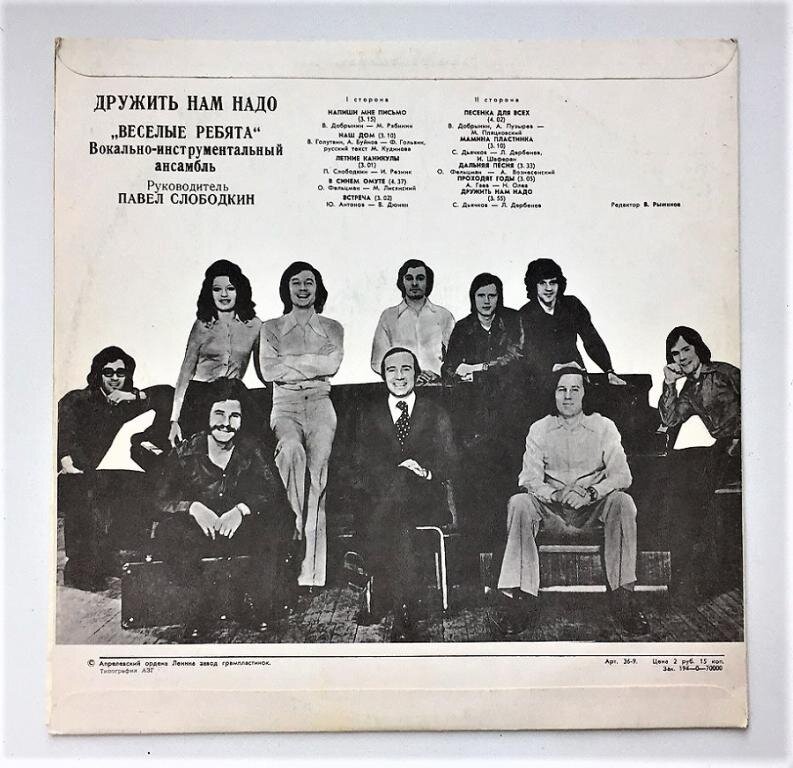 ДРУЖИТЬ НАМ НАДО
„ВЕСЕЛЫЕ РЕБЯТА“
Вокально-инструментальный
ансамбль
Руководитель
ПАВЕЛ СЛОБОДКИН
I сторона
НАПИШИ МНЕ ПИСЬМО
(3. 15)
В. Добрынин — М. Рябинин
НАШ ДОМ (3. 10)
В. Голутвин, А. Буйнов — Ф. Гольвин,
русский текст М. Кудинова
ЛЕТНИЕ КАНИКУЛЫ
(3. 01)
П. Слободкин — И. Резник
В СИНЕМ ОМУТЕ (4. 37)
О. Фельцман — М. Лисянский
ВСТРЕЧА (3. 02)
Ю. Антонов — В. Дюнин
II сторона
ПЕСЕНКА ДЛЯ ВСЕХ
(4. 02)
В. Добрынин, А. Пузырев —
М. Пляцковский
МАМИНА ПЛАСТИНКА
(3. 10)
С. Дьячков — Л. Дербенев,
И. Шаферан
ДАЛЬНЯЯ ПЕСНЯ (3. 33)
О. Фельцман — А. Вознесенский
ПРОХОДЯТ ГОДЫ (3. 05)
А. Гаев — Н. Олев
ДРУЖИТЬ НАМ НАДО
(3. 55)
С. Дьячков — Л. Дербенев
Редактор В. Рыжиков
© Апрелевский ордена Ленина завод грампластинок.
Типография АЗГ
Арт. 36-9. Цена 2 руб. 15 коп.
Зак. 194—0—70000